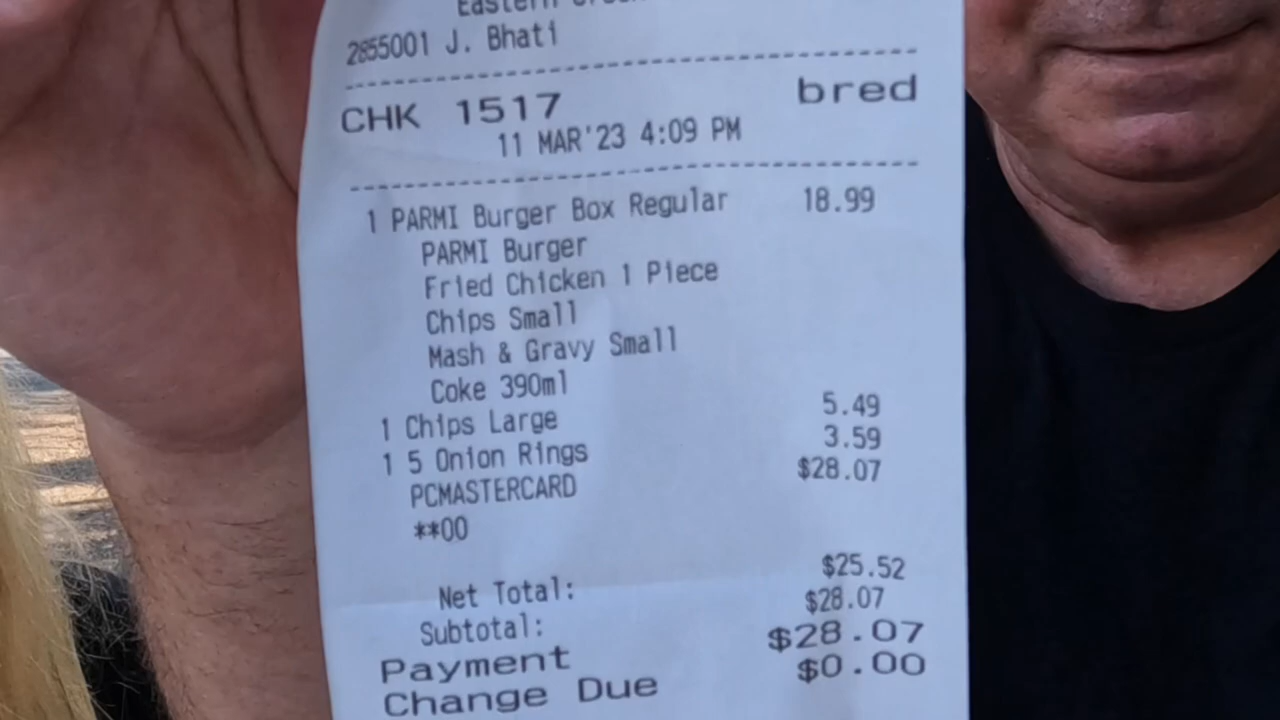 Eastern
2855001 J. Bhati
CHK 1517 bred
11 MAR'23 4:09 PM
1 PARMI Burger Box Regular 18.99
PARMI Burger
Fried Chicken 1 Piece
Chips Small
Mash & Gravy Small
Coke 390ml
1 Chips Large 5.49
1 5 Onion Rings 3.59
PCMASTERCARD $28.07
**00
Net Total: $25.52
Subtotal: $28.07
Payment $28.07
Change Due $0.00